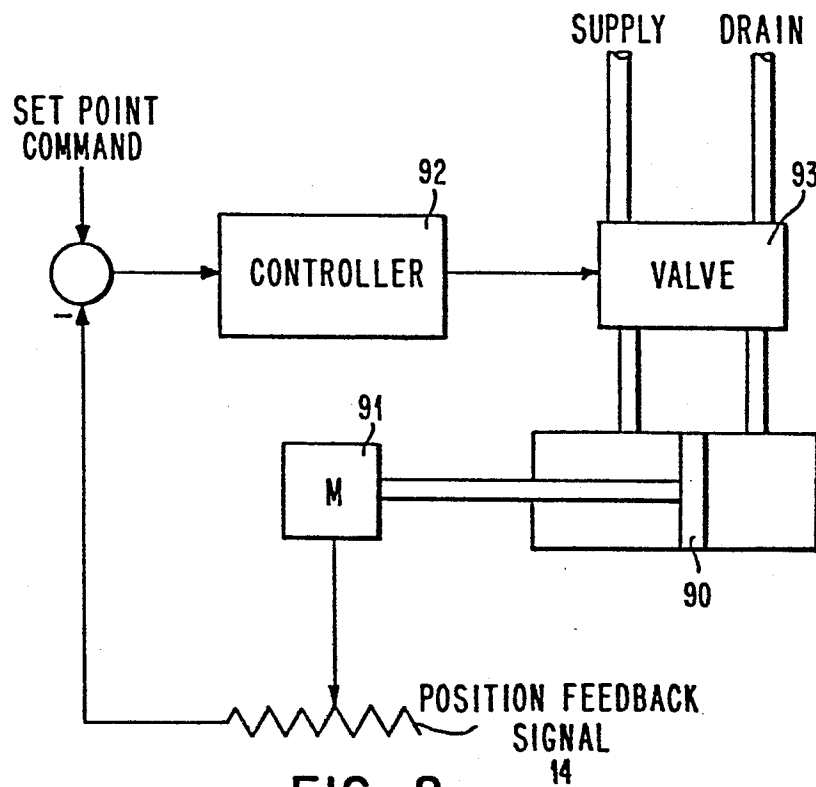 SUPPLY DRAIN
SET POINT
COMMAND
92
93
CONTROLLER
VALVE
91
M
90
-
POSITION FEEDBACK
SIGNAL
14